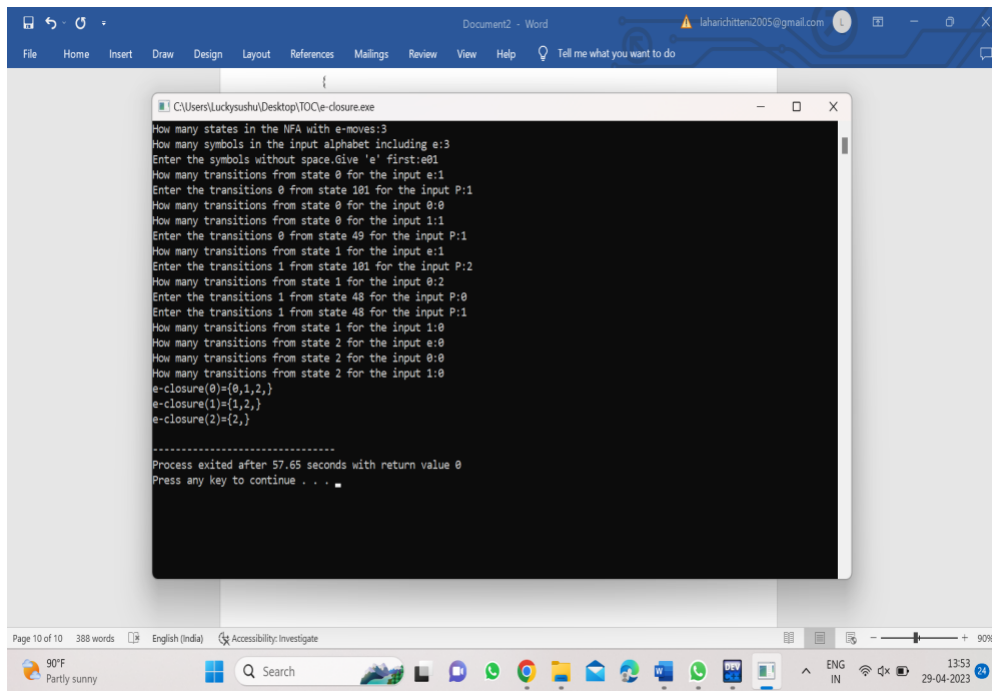 Document2 - Word
laharichitteni2005@gmail.com
L
File Home Insert Draw Design Layout References Mailings Review View Help Tell me what you want to do
{
C:\Users\Luckysushu\Desktop\TOC\e-closure.exe
How many states in the NFA with e-moves:3
How many symbols in the input alphabet including e:3
Enter the symbols without space.Give 'e' first:e01
How many transitions from state 0 for the input e:1
Enter the transitions 0 from state 101 for the input P:1
How many transitions from state 0 for the input 0:0
How many transitions from state 0 for the input 1:1
Enter the transitions 0 from state 49 for the input P:1
How many transitions from state 1 for the input e:1
Enter the transitions 1 from state 101 for the input P:2
How many transitions from state 1 for the input 0:2
Enter the transitions 1 from state 48 for the input P:0
Enter the transitions 1 from state 48 for the input P:1
How many transitions from state 1 for the input 1:0
How many transitions from state 2 for the input e:0
How many transitions from state 2 for the input 0:0
How many transitions from state 2 for the input 1:0
e-closure(0)={0,1,2,}
e-closure(1)={1,2,}
e-closure(2)={2,}
--------------------------------
Process exited after 57.65 seconds with return value 0
Press any key to continue . . .
Page 10 of 10 388 words English (India) Accessibility: Investigate 90%
90°F
Partly sunny
Search
DEV
ENG
IN
13:53
29-04-2023
24